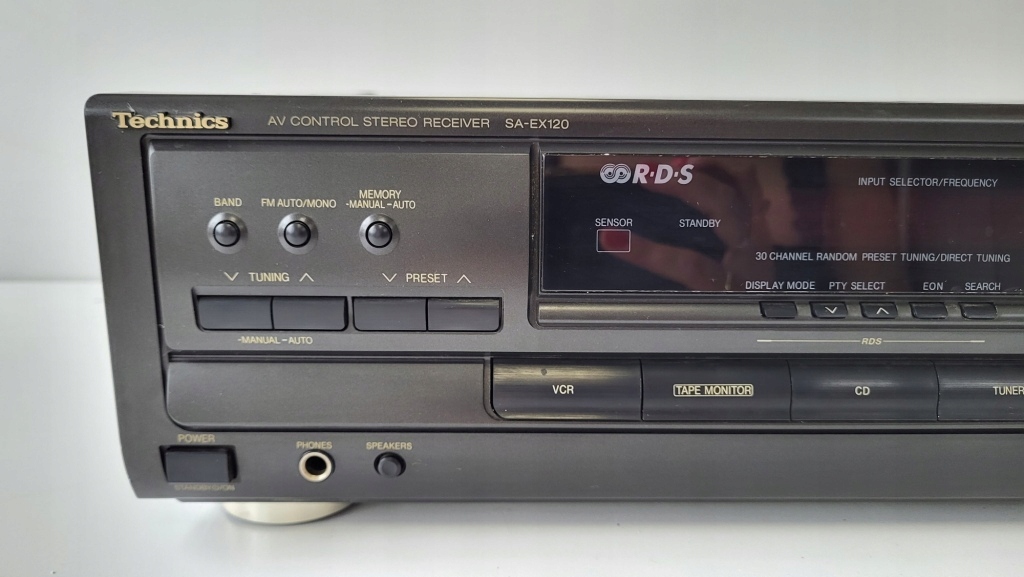 Technics AV CONTROL STEREO RECEIVER SA-EX120
R·D·S
INPUT SELECTOR/FREQUENCY
BAND FM AUTO/MONO MEMORY
-MANUAL-AUTO
SENSOR STANDBY
30 CHANNEL RANDOM PRESET TUNING/DIRECT TUNING
TUNING PRESET
DISPLAY MODE PTY SELECT EON SEARCH
-MANUAL-AUTO
RDS
VCR TAPE MONITOR CD TUNER
POWER PHONES SPEAKERS